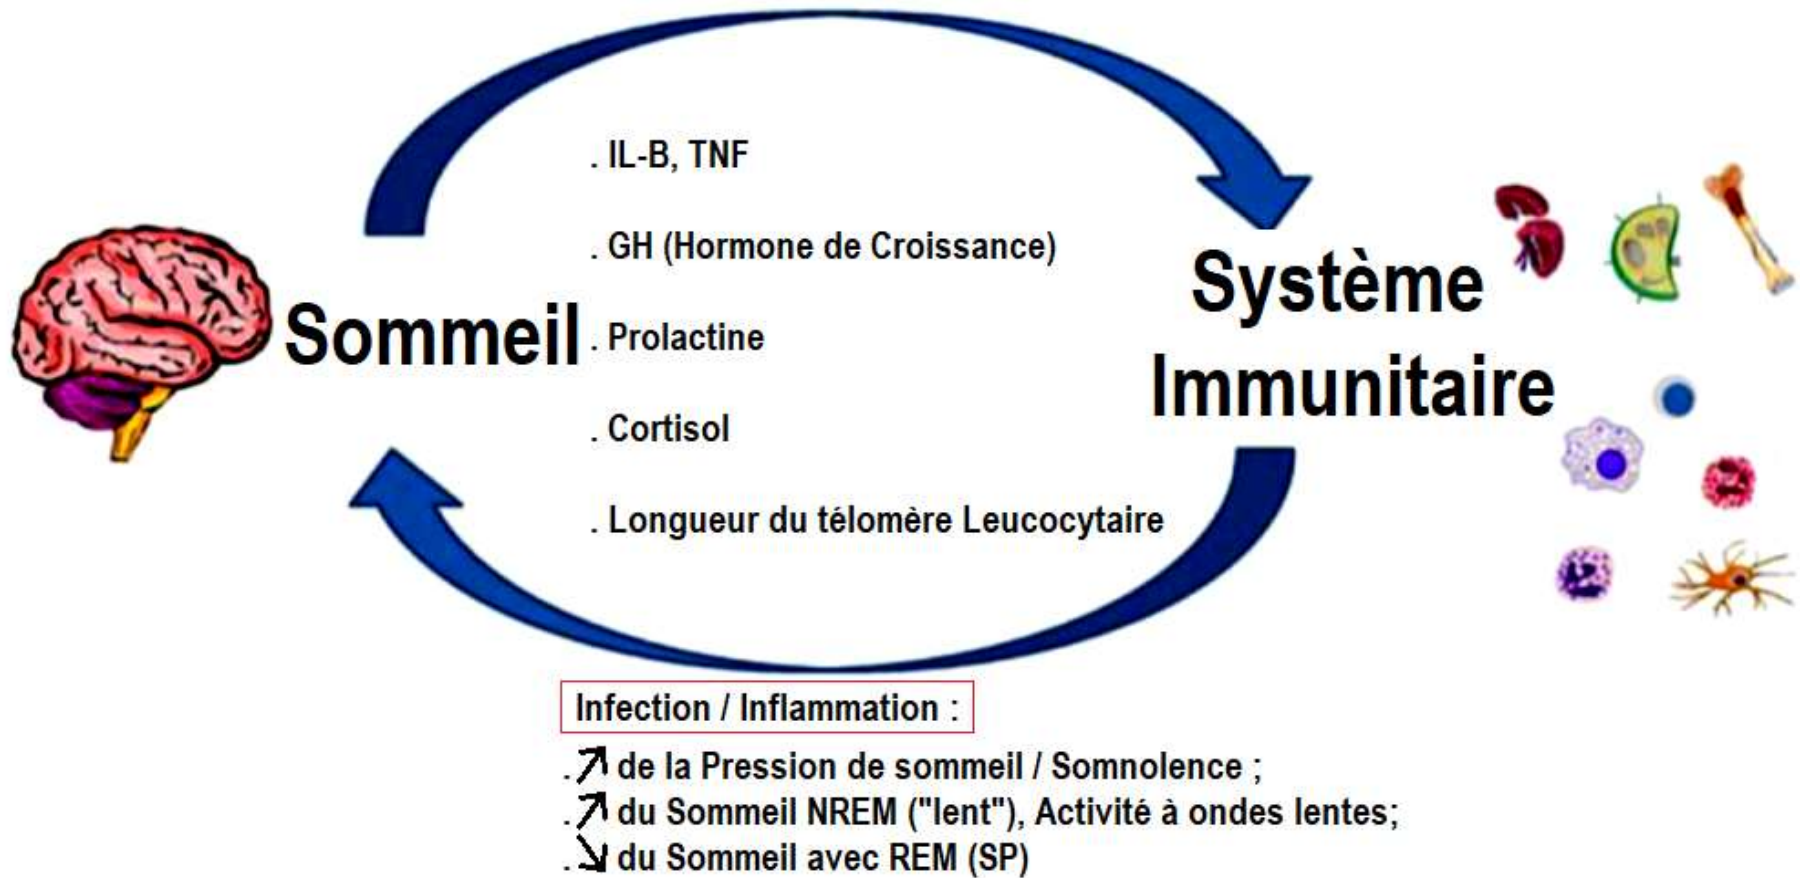 . IL-B, TNF
. GH (Hormone de Croissance)
Sommeil
. Prolactine
. Cortisol
. Longueur du télomère Leucocytaire
Système
Immunitaire
Infection / Inflammation :
.↗ de la Pression de sommeil / Somnolence ;
.↗ du Sommeil NREM ("lent"), Activité à ondes lentes;
.↘ du Sommeil avec REM (SP)